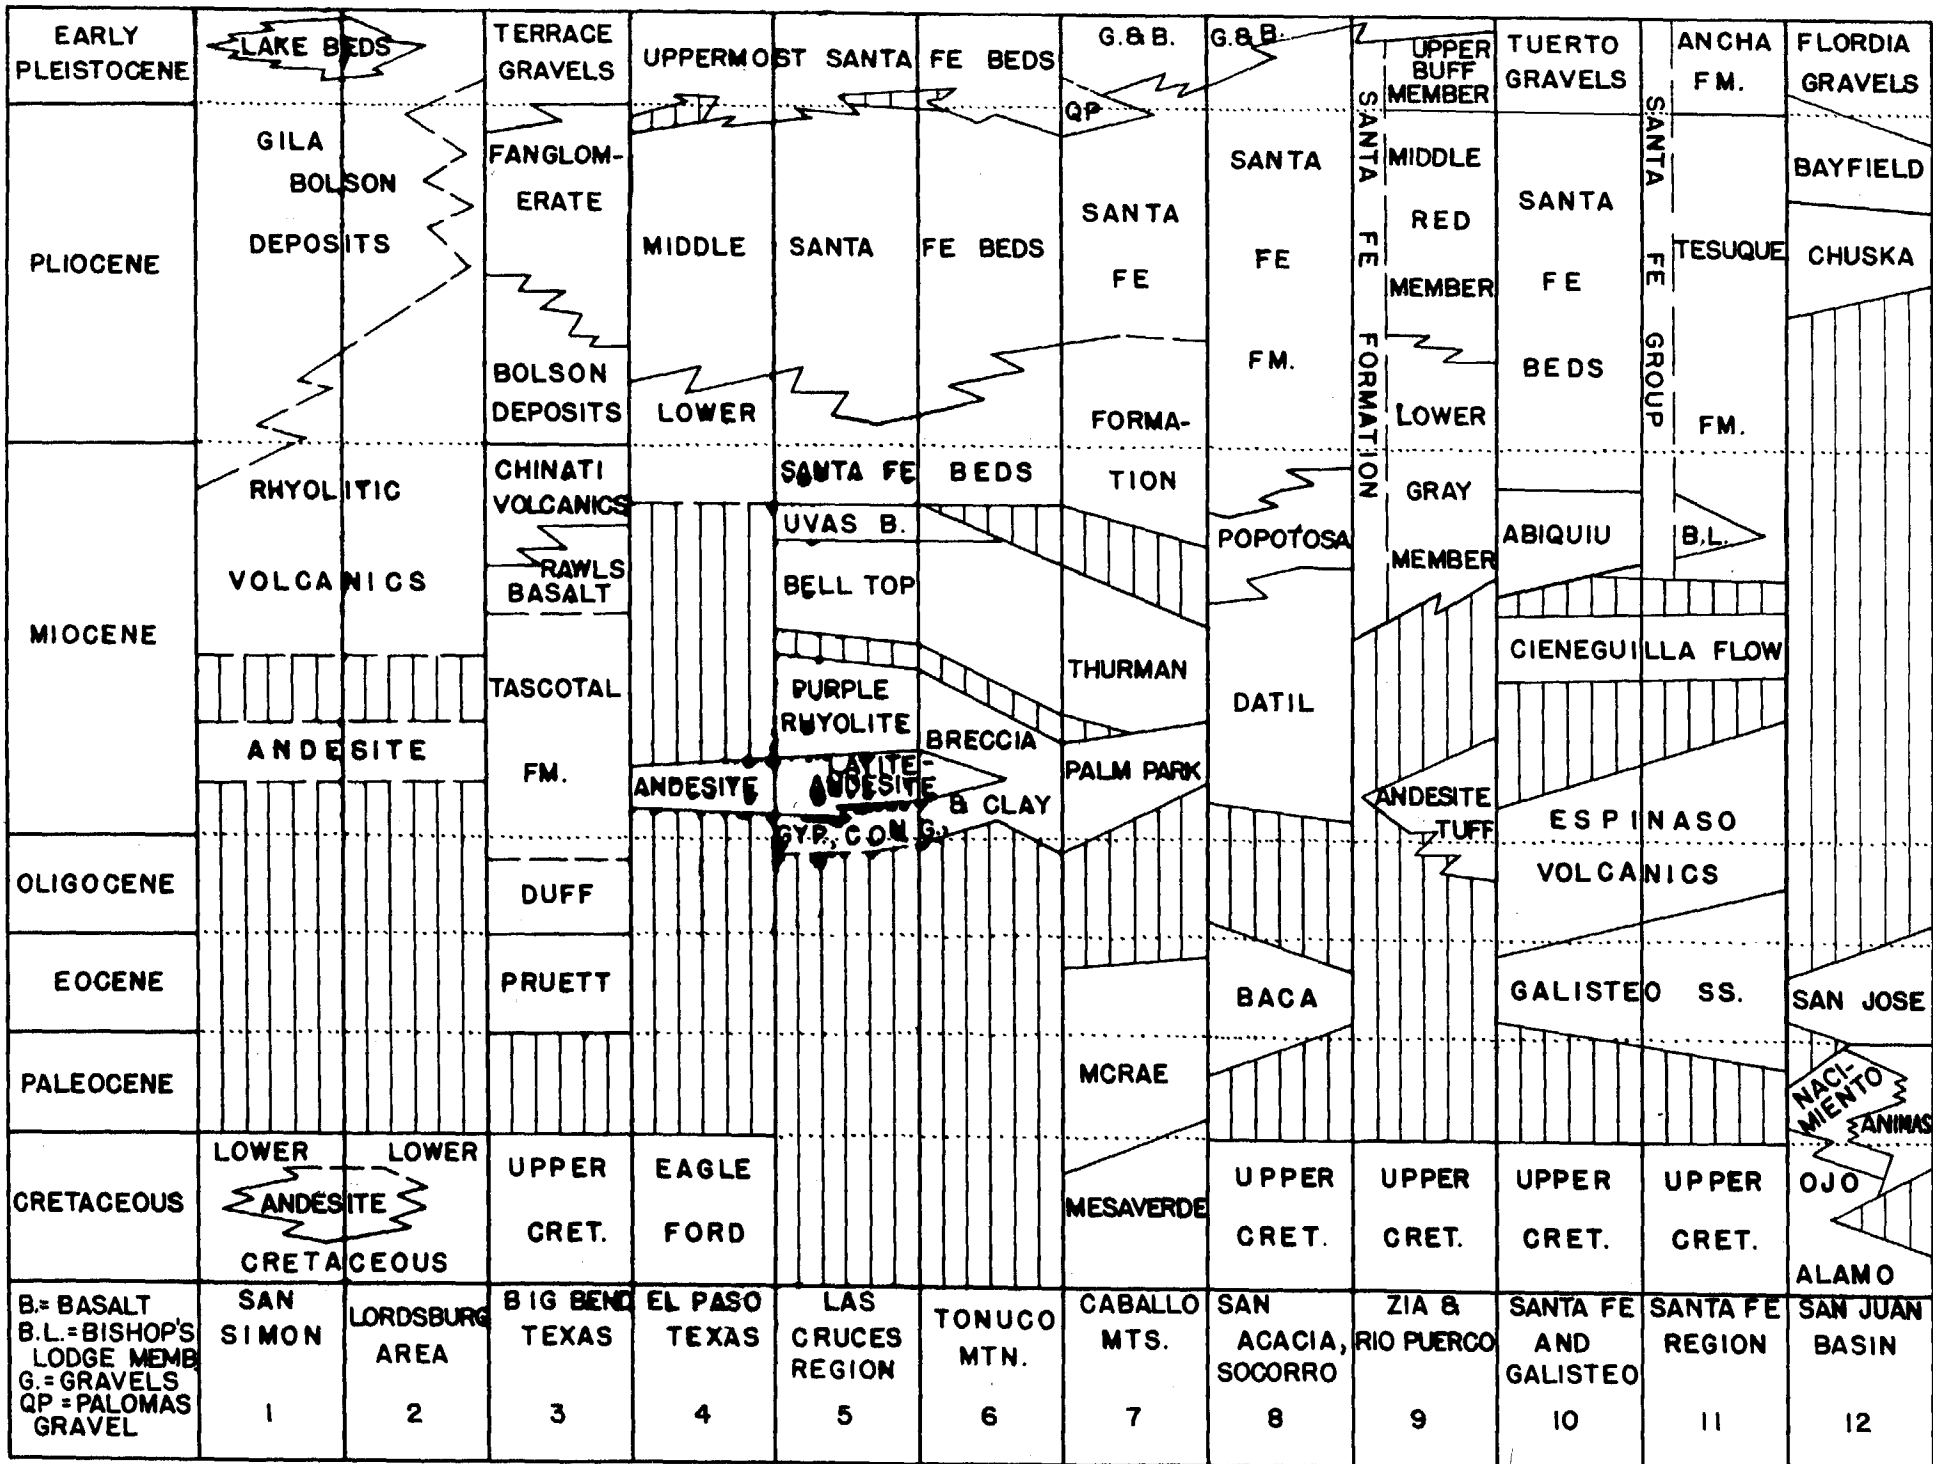 EARLY
PLEISTOCENE
PLIOCENE
MIOCENE
OLIGOCENE
EOCENE
PALEOCENE
CRETACEOUS
B.= BASALT
B.L.= BISHOP'S
LODGE MEMB
G.= GRAVELS
QP = PALOMAS
GRAVEL
LAKE BEDS
GILA
BOLSON
DEPOSITS
RHYOLITIC
VOLCANICS
ANDESITE
LOWER
LOWER
ANDESITE
CRETACEOUS
SAN
SIMON
1
LORDSBURG
AREA
2
TERRACE
GRAVELS
FANGLOM-
ERATE
BOLSON
DEPOSITS
CHINATI
VOLCANICS
RAWLS
BASALT
TASCOTAL
FM.
DUFF
PRUETT
UPPER
CRET.
BIG BEND
TEXAS
3
UPPERMOST SANTA FE BEDS
MIDDLE SANTA FE BEDS
LOWER
SANTA FE BEDS
ANDESITE
EAGLE
FORD
EL PASO
TEXAS
4
UVAS B.
BELL TOP
PURPLE
RHYOLITE
LATITE-
ANDESITE
GYP., CONG.,
LAS
CRUCES
REGION
5
BRECCIA
& CLAY
TONUCO
MTN.
6
G.&B.
QP
SANTA
FE
FORMA-
TION
THURMAN
PALM PARK
MCRAE
MESAVERDE
CABALLO
MTS.
7
G.&B.
SANTA
FE
FM.
POPOTOSA
DATIL
BACA
UPPER
CRET.
SAN
ACACIA,
SOCORRO
8
SANTA FE FORMATION
UPPER
BUFF
MEMBER
MIDDLE
RED
MEMBER
LOWER
GRAY
MEMBER
ANDESITE
TUFF
UPPER
CRET.
ZIA &
RIO PUERCO
9
TUERTO
GRAVELS
SANTA
FE
BEDS
ABIQUIU
CIENEGUILLA FLOW
ESPINASO
VOLCANICS
GALISTEO SS.
UPPER
CRET.
SANTA FE
AND
GALISTEO
10
SANTA FE GROUP
ANCHA
FM.
TESUQUE
FM.
B.L.
UPPER
CRET.
SANTA FE
REGION
11
FLORDIA
GRAVELS
BAYFIELD
CHUSKA
SAN JOSE
NACI-
MIENTO
ANIMAS
OJO
ALAMO
SAN JUAN
BASIN
12